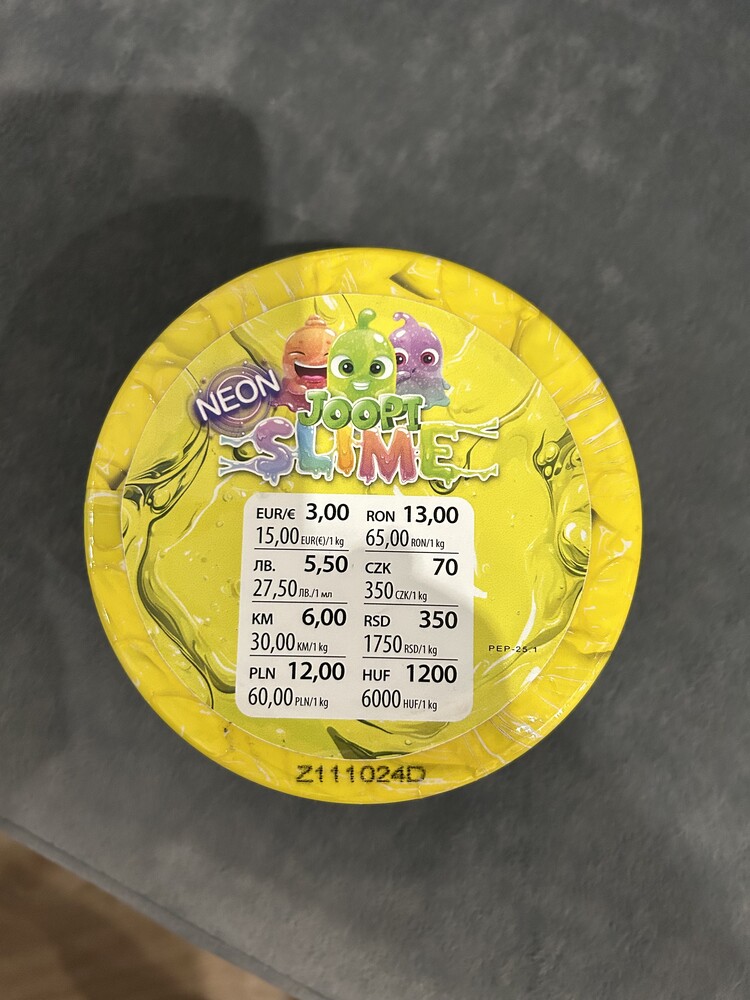 NEON
JOOPI
SLIME
EUR/€ 3,00
15,00 EUR(€)/1 kg
ЛВ. 5,50
27,50 ЛВ./1 мл
KM 6,00
30,00 KM/1 kg
PLN 12,00
60,00 PLN/1 kg
RON 13,00
65,00 RON/1 kg
CZK 70
350 CZK/1 kg
RSD 350
1750 RSD/1 kg
HUF 1200
6000 HUF/1 kg
PEP-25.1
Z111024D